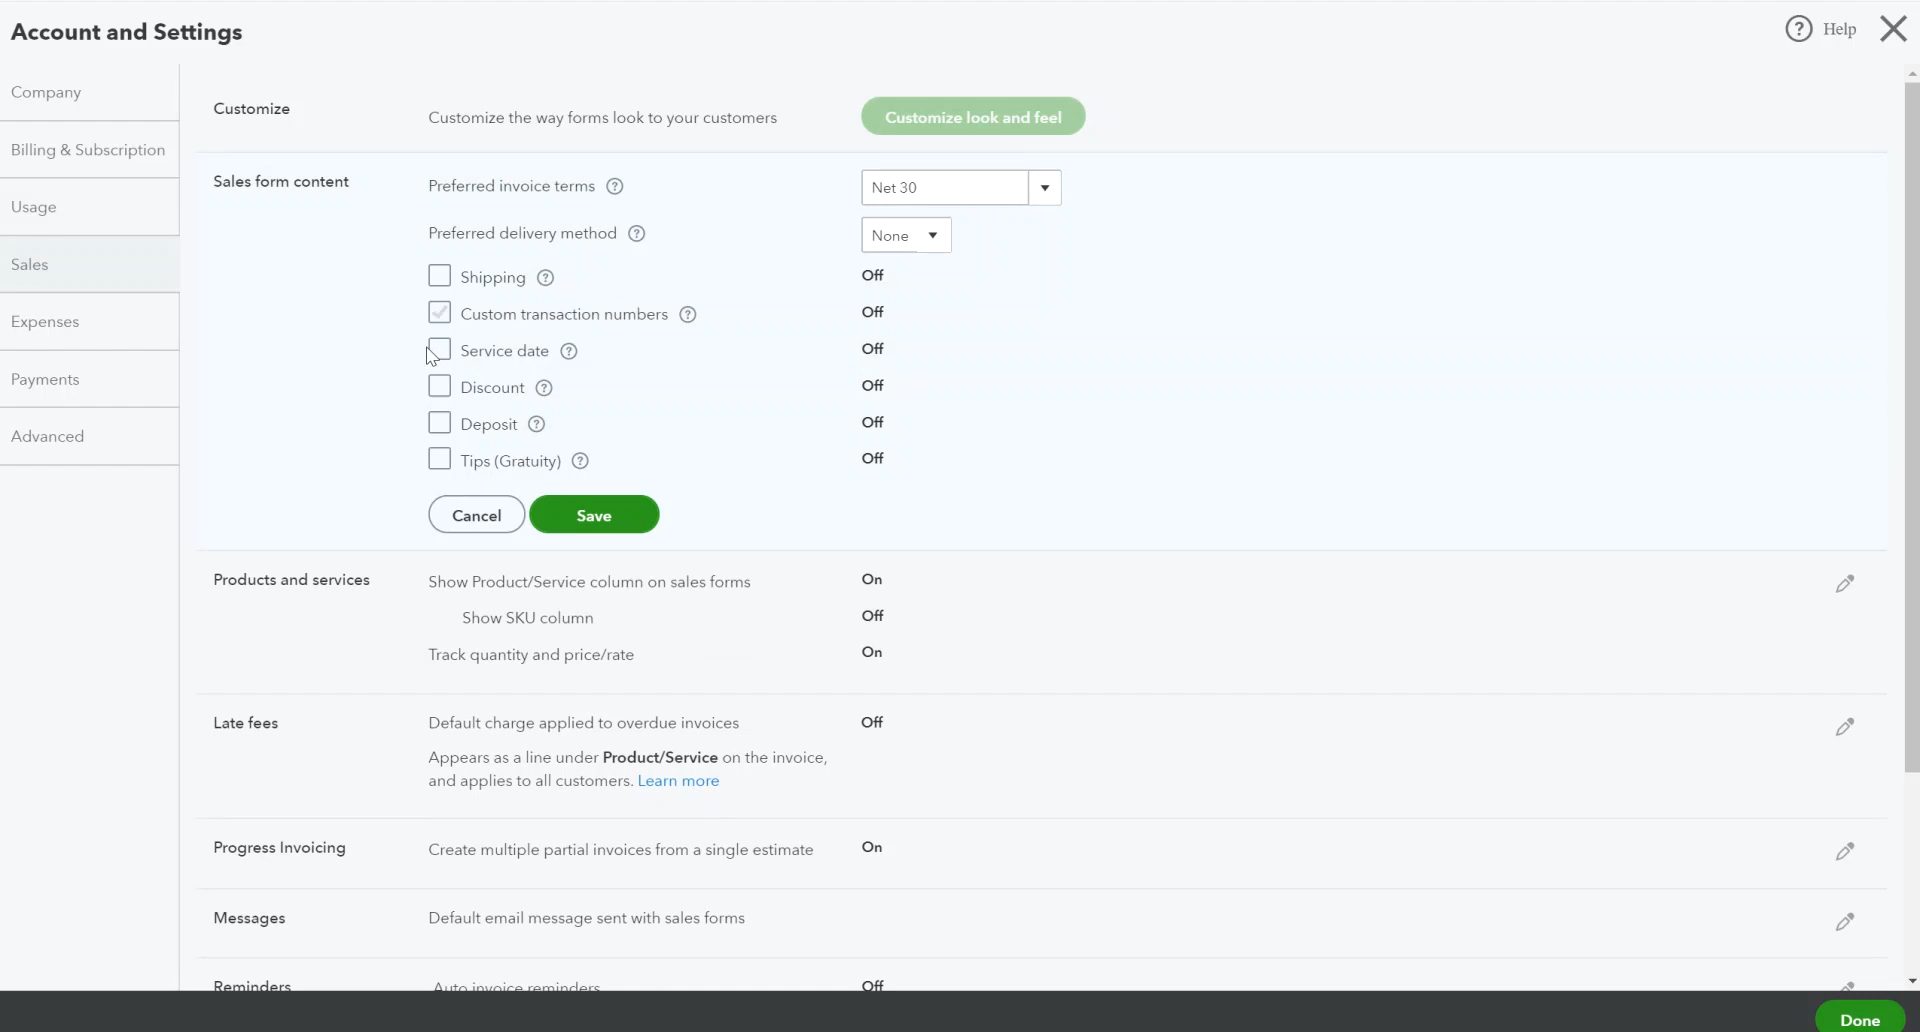 Account and Settings
Help
Company
Billing & Subscription
Usage
Sales
Expenses
Payments
Advanced
Customize
Customize the way forms look to your customers
Customize look and feel
Sales form content
Preferred invoice terms
Net 30
Preferred delivery method
None
Shipping
Off
Custom transaction numbers
Off
Service date
Off
Discount
Off
Deposit
Off
Tips (Gratuity)
Off
Cancel
Save
Products and services
Show Product/Service column on sales forms
On
Show SKU column
Off
Track quantity and price/rate
On
Late fees
Default charge applied to overdue invoices
Off
Appears as a line under Product/Service on the invoice,
and applies to all customers. Learn more
Progress Invoicing
Create multiple partial invoices from a single estimate
On
Messages
Default email message sent with sales forms
Reminders
Auto invoice reminders
Off
Done